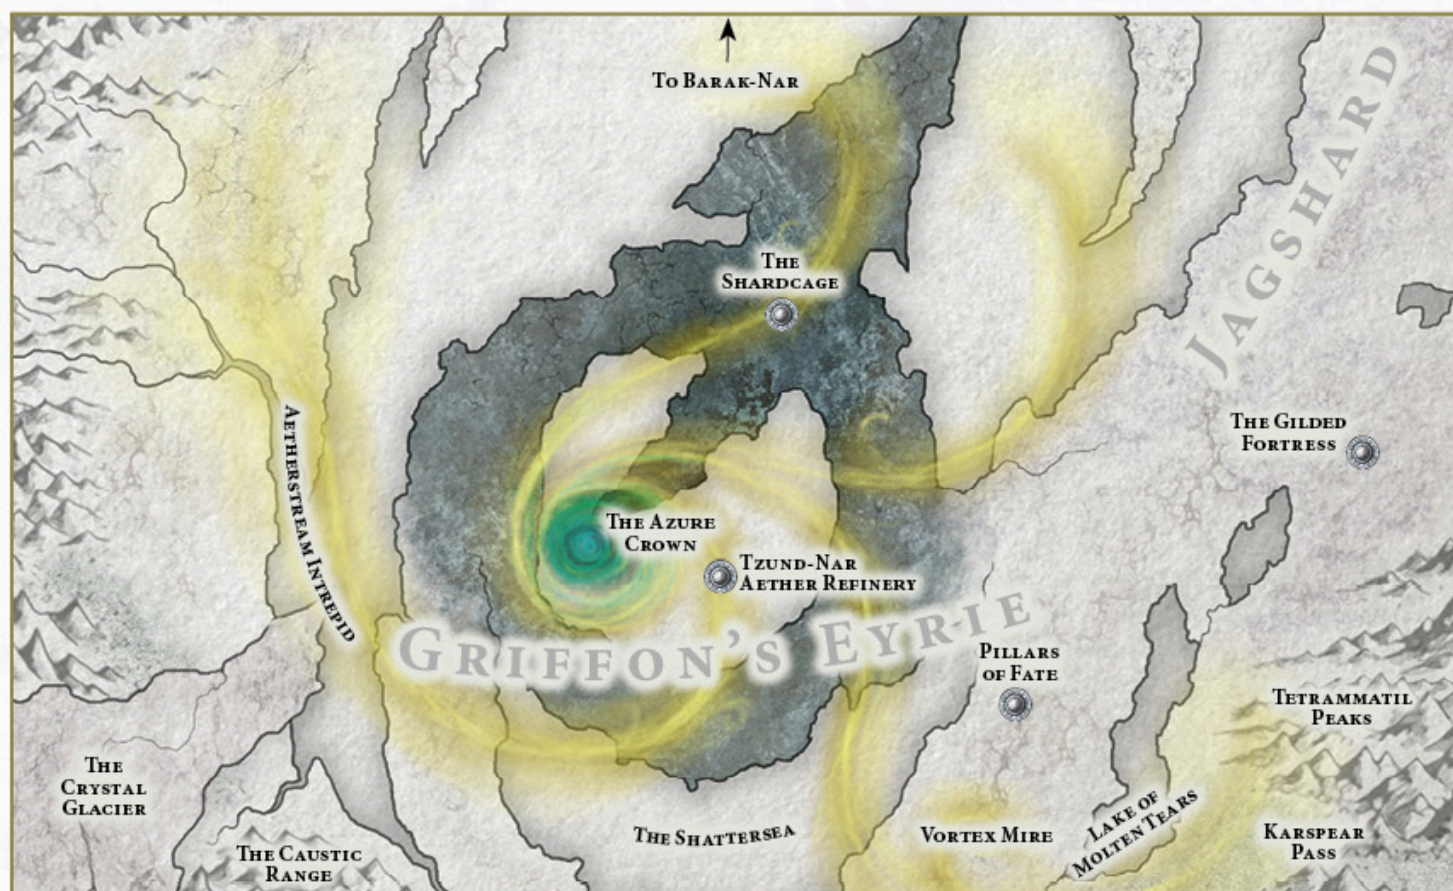 To Barak-Nar
Jagshard
The
Shardcage
The Gilded
Fortress
Aetherstream Intrepid
The Azure
Crown
Tzund-Nar
Aether Refinery
Griffon's Eyrie
Pillars
of Fate
Tetrammatil
Peaks
The
Crystal
Glacier
Lake of
Molten Tears
The Shattersea
Vortex Mire
Karspear
Pass
The Caustic
Range